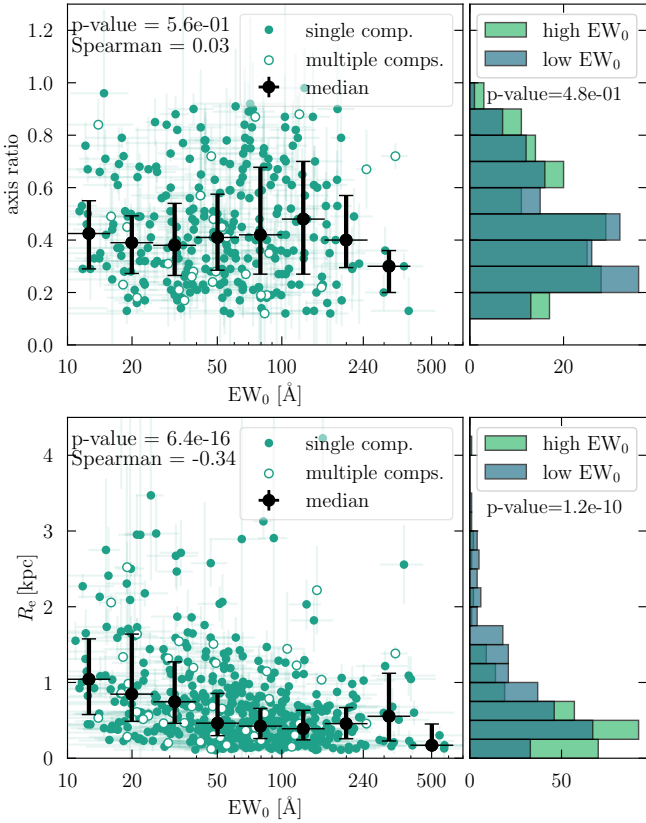 p-value = 5.6e-01
Spearman = 0.03
single comp.
multiple comps.
median
high EW₀
low EW₀
p-value=4.8e-01
axis ratio
1.2
1.0
0.8
0.6
0.4
0.2
0.0
10 20 50 100 240 500
0 20
EW₀ [Å]
p-value = 6.4e-16
Spearman = -0.34
single comp.
multiple comps.
median
high EW₀
low EW₀
p-value=1.2e-10
Rₑ [kpc]
4
3
2
1
0
10 20 50 100 240 500
0 50
EW₀ [Å]